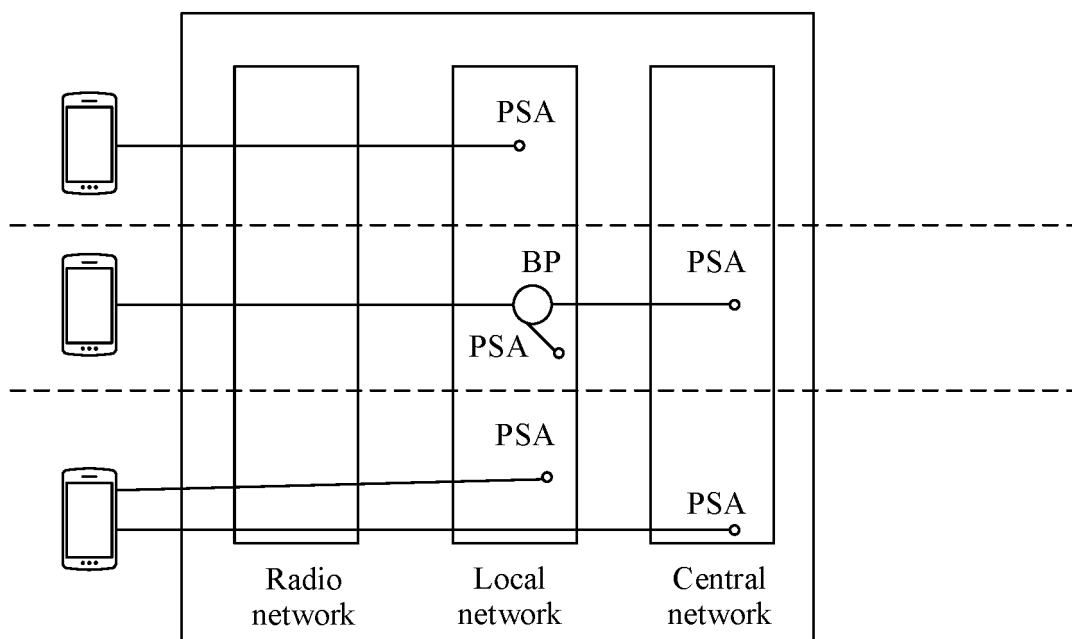 PSA
BP
PSA
PSA
PSA
PSA
Radio
network
Local
network
Central
network